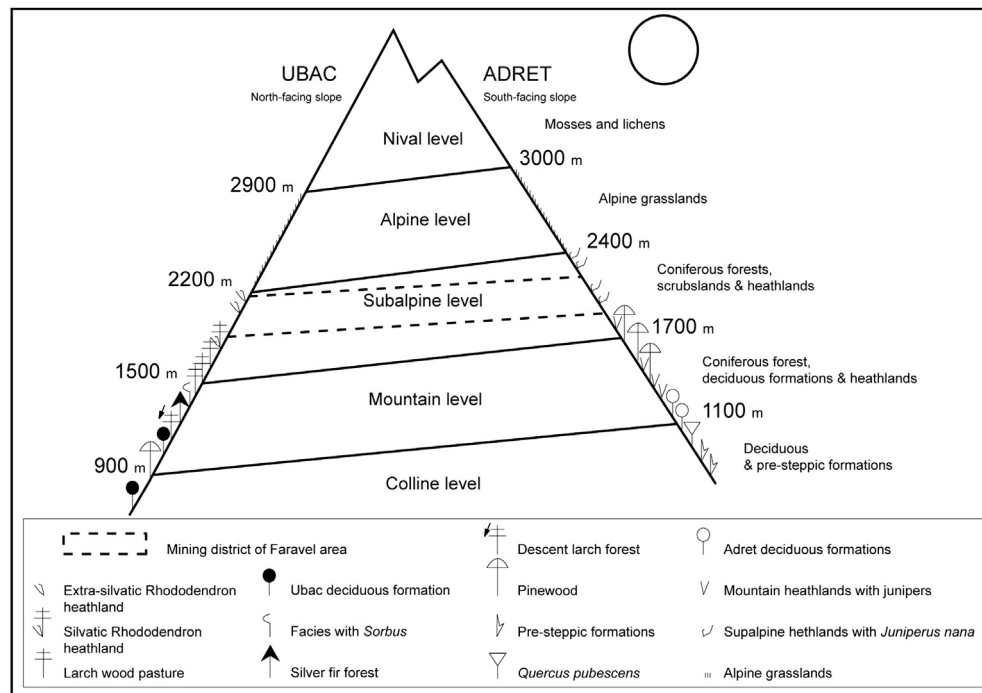 UBAC
North-facing slope
ADRET
South-facing slope
Mosses and lichens
Nival level
3000 m
2900 m
Alpine grasslands
Alpine level
2400 m
2200 m
Coniferous forests,
scrubslands & heathlands
Subalpine level
1700 m
1500 m
Coniferous forest,
deciduous formations & heathlands
Mountain level
1100 m
900 m
Deciduous
& pre-steppic formations
Colline level
Mining district of Faravel area
Descent larch forest
Adret deciduous formations
Extra-silvatic Rhododendron
heathland
Ubac deciduous formation
Pinewood
Mountain heathlands with junipers
Silvatic Rhododendron
heathland
Facies with Sorbus
Pre-steppic formations
Supalpine hethlands with Juniperus nana
Larch wood pasture
Silver fir forest
Quercus pubescens
Alpine grasslands